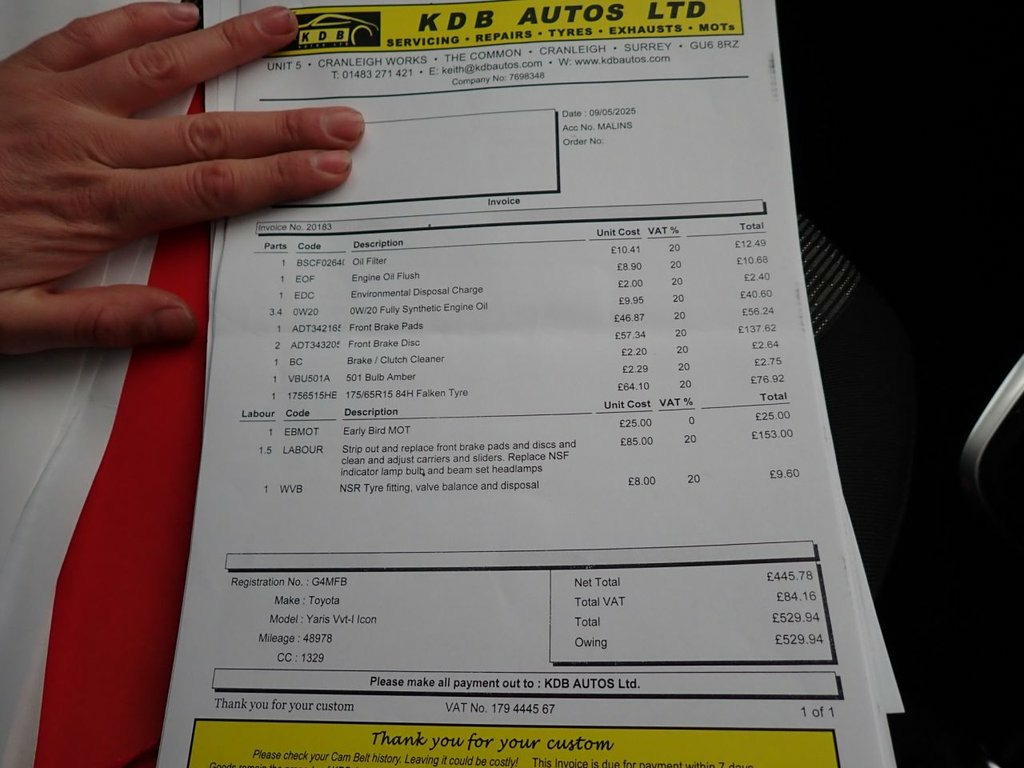 KDB
AUTOS LTD
KDB AUTOS LTD
SERVICING • REPAIRS • TYRES • EXHAUSTS • MOTs
UNIT 5 • CRANLEIGH WORKS • THE COMMON • CRANLEIGH • SURREY • GU6 8RZ
T: 01483 271 421 • E: keith@kdbautos.com • W: www.kdbautos.com
Company No: 7698348
Date : 09/05/2025
Acc No. MALINS
Order No:
Invoice
Invoice No. 20183
Parts Code Description Unit Cost VAT % Total
1 BSCF0264( Oil Filter £10.41 20 £12.49
1 EOF Engine Oil Flush £8.90 20 £10.68
1 EDC Environmental Disposal Charge £2.00 20 £2.40
3.4 0W20 0W/20 Fully Synthetic Engine Oil £9.95 20 £40.60
1 ADT342165 Front Brake Pads £46.87 20 £56.24
2 ADT343205 Front Brake Disc £57.34 20 £137.62
1 BC Brake / Clutch Cleaner £2.20 20 £2.64
1 VBU501A 501 Bulb Amber £2.29 20 £2.75
1 1756515HE 175/65R15 84H Falken Tyre £64.10 20 £76.92
Labour Code Description Unit Cost VAT % Total
1 EBMOT Early Bird MOT £25.00 0 £25.00
1.5 LABOUR Strip out and replace front brake pads and discs and £85.00 20 £153.00
clean and adjust carriers and sliders. Replace NSF
indicator lamp bulb and beam set headlamps
1 WVB NSR Tyre fitting, valve balance and disposal £8.00 20 £9.60
Registration No. : G4MFB
Make : Toyota
Model : Yaris Vvt-I Icon
Mileage : 48978
CC : 1329
Net Total £445.78
Total VAT £84.16
Total £529.94
Owing £529.94
Please make all payment out to : KDB AUTOS Ltd.
Thank you for your custom VAT No. 179 4445 67 1 of 1
Thank you for your custom
Please check your Cam Belt history. Leaving it could be costly! This Invoice is due for payment within 7 days